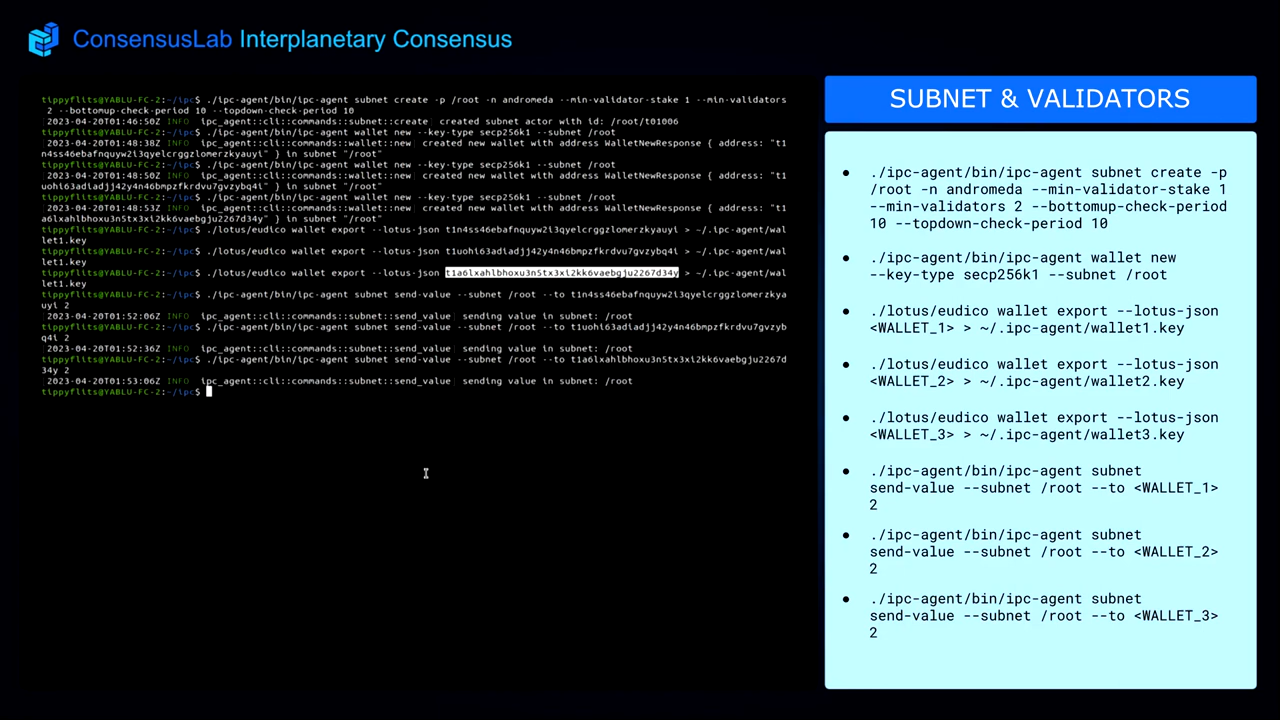 ConsensusLab Interplanetary Consensus
tippyflits@YABLU-FC-2:~/ipc$ ./ipc-agent/bin/ipc-agent subnet create -p /root -n andromeda --min-validator-stake 1 --min-validators
2 --bottomup-check-period 10 --topdown-check-period 10
[2023-04-20T01:46:50Z INFO  ipc_agent::cli::commands::subnet::create] created subnet actor with id: /root/t01006
tippyflits@YABLU-FC-2:~/ipc$ ./ipc-agent/bin/ipc-agent wallet new --key-type secp256k1 --subnet /root
[2023-04-20T01:48:38Z INFO  ipc_agent::cli::commands::wallet::new] created new wallet with address WalletNewResponse { address: "t1
n4ss46ebafnquyw2i3qyelcrggzlomerzkyauyi" } in subnet "/root"
tippyflits@YABLU-FC-2:~/ipc$ ./ipc-agent/bin/ipc-agent wallet new --key-type secp256k1 --subnet /root
[2023-04-20T01:48:50Z INFO  ipc_agent::cli::commands::wallet::new] created new wallet with address WalletNewResponse { address: "t1
uohi63adiadjj42y4n46bmpzfkrdvu7gvzybq4i" } in subnet "/root"
tippyflits@YABLU-FC-2:~/ipc$ ./ipc-agent/bin/ipc-agent wallet new --key-type secp256k1 --subnet /root
[2023-04-20T01:48:53Z INFO  ipc_agent::cli::commands::wallet::new] created new wallet with address WalletNewResponse { address: "t1
a6lxahlbhoxu3n5tx3xi2kk6vaebgju2267d34y" } in subnet "/root"
tippyflits@YABLU-FC-2:~/ipc$ ./lotus/eudico wallet export --lotus-json t1n4ss46ebafnquyw2i3qyelcrggzlomerzkyauyi > ~/.ipc-agent/wal
let1.key
tippyflits@YABLU-FC-2:~/ipc$ ./lotus/eudico wallet export --lotus-json t1uohi63adiadjj42y4n46bmpzfkrdvu7gvzybq4i > ~/.ipc-agent/wal
let1.key
tippyflits@YABLU-FC-2:~/ipc$ ./lotus/eudico wallet export --lotus-json t1a6lxahlbhoxu3n5tx3xi2kk6vaebgju2267d34y > ~/.ipc-agent/wal
let1.key
tippyflits@YABLU-FC-2:~/ipc$ ./ipc-agent/bin/ipc-agent subnet send-value --subnet /root --to t1n4ss46ebafnquyw2i3qyelcrggzlomerzkya
uyi 2
[2023-04-20T01:52:06Z INFO  ipc_agent::cli::commands::subnet::send_value] sending value in subnet: /root
tippyflits@YABLU-FC-2:~/ipc$ ./ipc-agent/bin/ipc-agent subnet send-value --subnet /root --to t1uohi63adiadjj42y4n46bmpzfkrdvu7gvzyb
q4i 2
[2023-04-20T01:52:36Z INFO  ipc_agent::cli::commands::subnet::send_value] sending value in subnet: /root
tippyflits@YABLU-FC-2:~/ipc$ ./ipc-agent/bin/ipc-agent subnet send-value --subnet /root --to t1a6lxahlbhoxu3n5tx3xi2kk6vaebgju2267d
34y 2
[2023-04-20T01:53:06Z INFO  ipc_agent::cli::commands::subnet::send_value] sending value in subnet: /root
tippyflits@YABLU-FC-2:~/ipc$
SUBNET & VALIDATORS
● ./ipc-agent/bin/ipc-agent subnet create -p
/root -n andromeda --min-validator-stake 1
--min-validators 2 --bottomup-check-period
10 --topdown-check-period 10
● ./ipc-agent/bin/ipc-agent wallet new
--key-type secp256k1 --subnet /root
● ./lotus/eudico wallet export --lotus-json
<WALLET_1> > ~/.ipc-agent/wallet1.key
● ./lotus/eudico wallet export --lotus-json
<WALLET_2> > ~/.ipc-agent/wallet2.key
● ./lotus/eudico wallet export --lotus-json
<WALLET_3> > ~/.ipc-agent/wallet3.key
● ./ipc-agent/bin/ipc-agent subnet
send-value --subnet /root --to <WALLET_1>
2
● ./ipc-agent/bin/ipc-agent subnet
send-value --subnet /root --to <WALLET_2>
2
● ./ipc-agent/bin/ipc-agent subnet
send-value --subnet /root --to <WALLET_3>
2